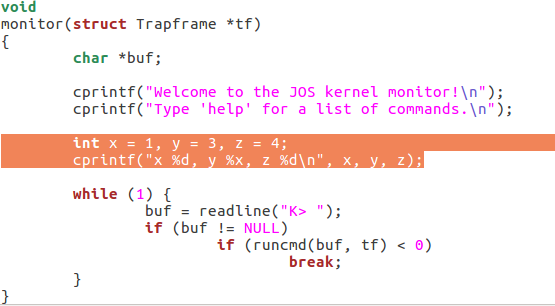 void
monitor(struct Trapframe *tf)
{
        char *buf;

        cprintf("Welcome to the JOS kernel monitor!\n");
        cprintf("Type 'help' for a list of commands.\n");

        int x = 1, y = 3, z = 4;
        cprintf("x %d, y %x, z %d\n", x, y, z);

        while (1) {
                buf = readline("K> ");
                if (buf != NULL)
                        if (runcmd(buf, tf) < 0)
                                break;
        }
}